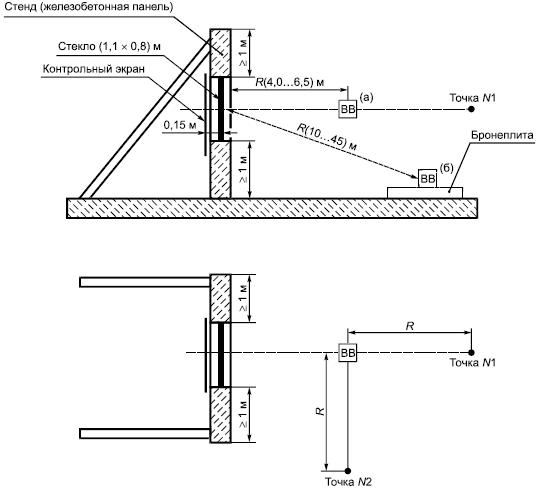 Стенд (железобетонная панель)
Стекло (1,1 × 0,8) м
Контрольный экран
0,15 м
≥ 1 м
R(4,0...6,5) м
(а)
ВВ
Точка N1
R(10...45) м
Бронеплита
(б)
ВВ
≥ 1 м
≥ 1 м
R
ВВ
Точка N1
≥ 1 м
R
Точка N2